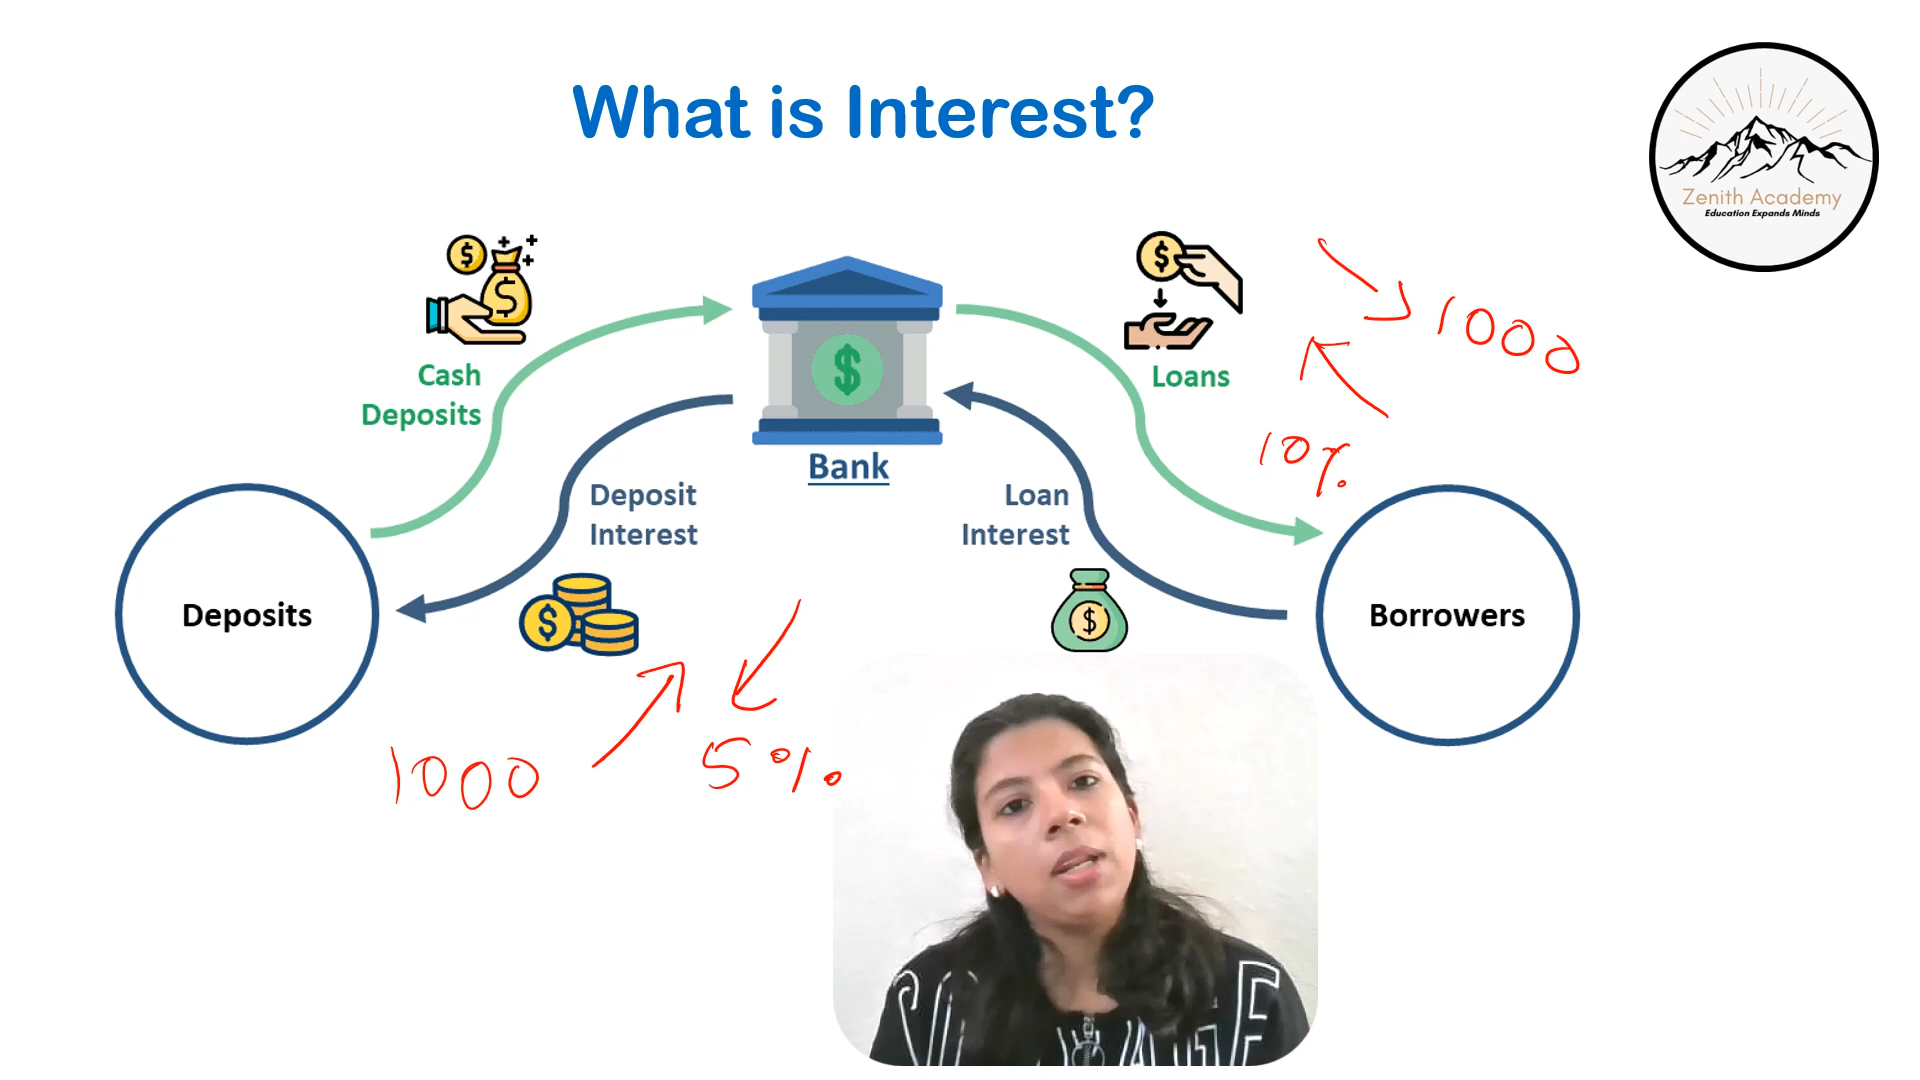 What is Interest?
Zenith Academy
Education Expands Minds
Cash
Deposits
Loans
1000
10%
Bank
Deposit
Interest
Loan
Interest
Deposits
Borrowers
1000
5%